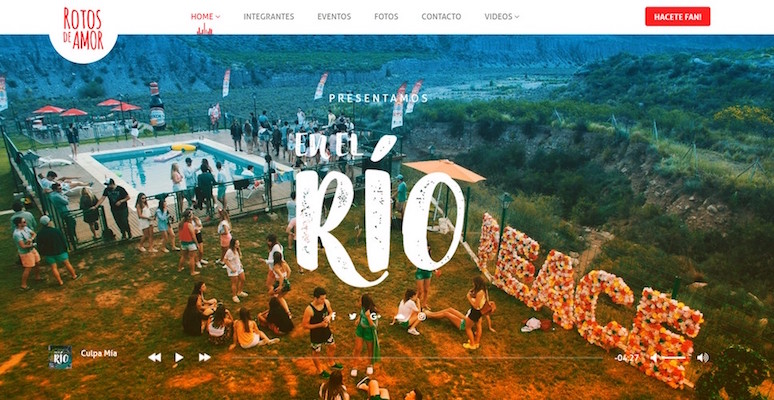 ROTOS
DE AMOR
HOME
INTEGRANTES
EVENTOS
FOTOS
CONTACTO
VIDEOS
HACETE FAN!
PRESENTAMOS
EN EL
RÍO
RÍO
Culpa Mía
-04:27